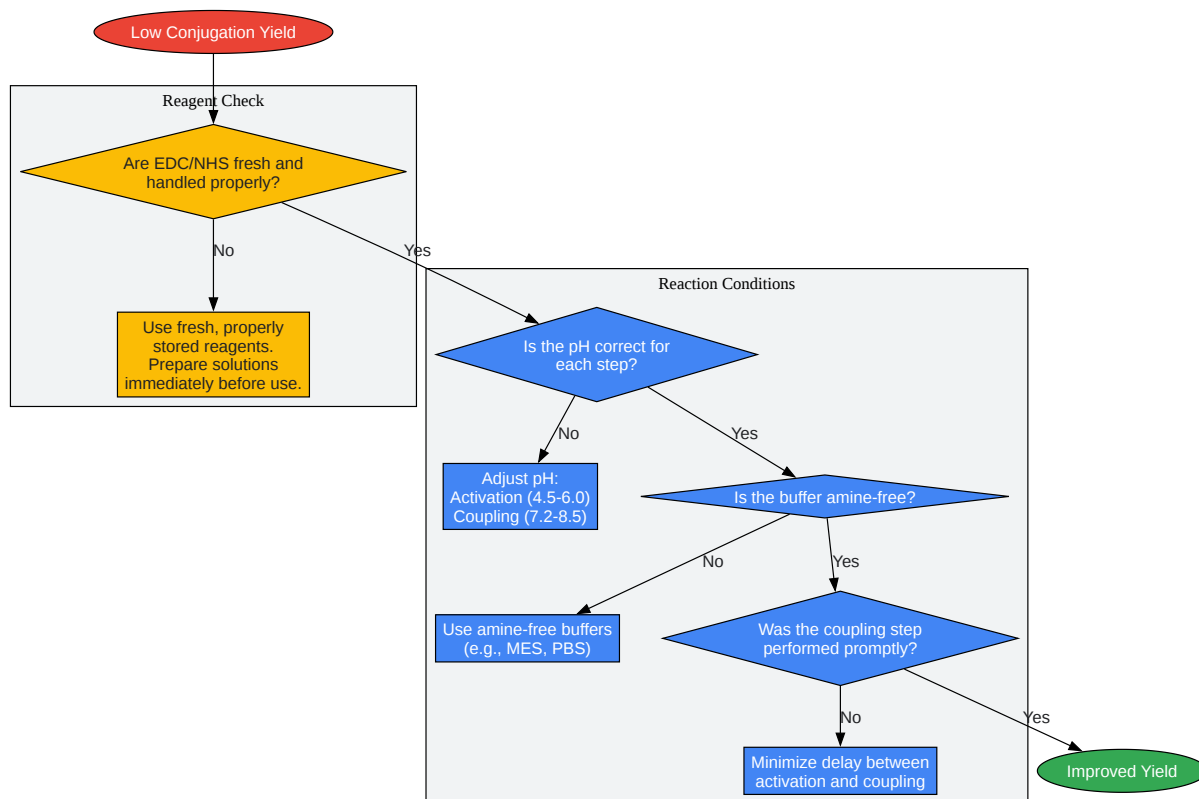 Low Conjugation Yield
Reagent Check
Are EDC/NHS fresh and
handled properly?
No
Yes
Use fresh, properly
stored reagents.
Prepare solutions
immediately before use.
Reaction Conditions
Is the pH correct for
each step?
No
Yes
Adjust pH:
Activation (4.5-6.0)
Coupling (7.2-8.5)
Is the buffer amine-free?
No
Yes
Use amine-free buffers
(e.g., MES, PBS)
Was the coupling step
performed promptly?
No
Yes
Minimize delay between
activation and coupling
Improved Yield